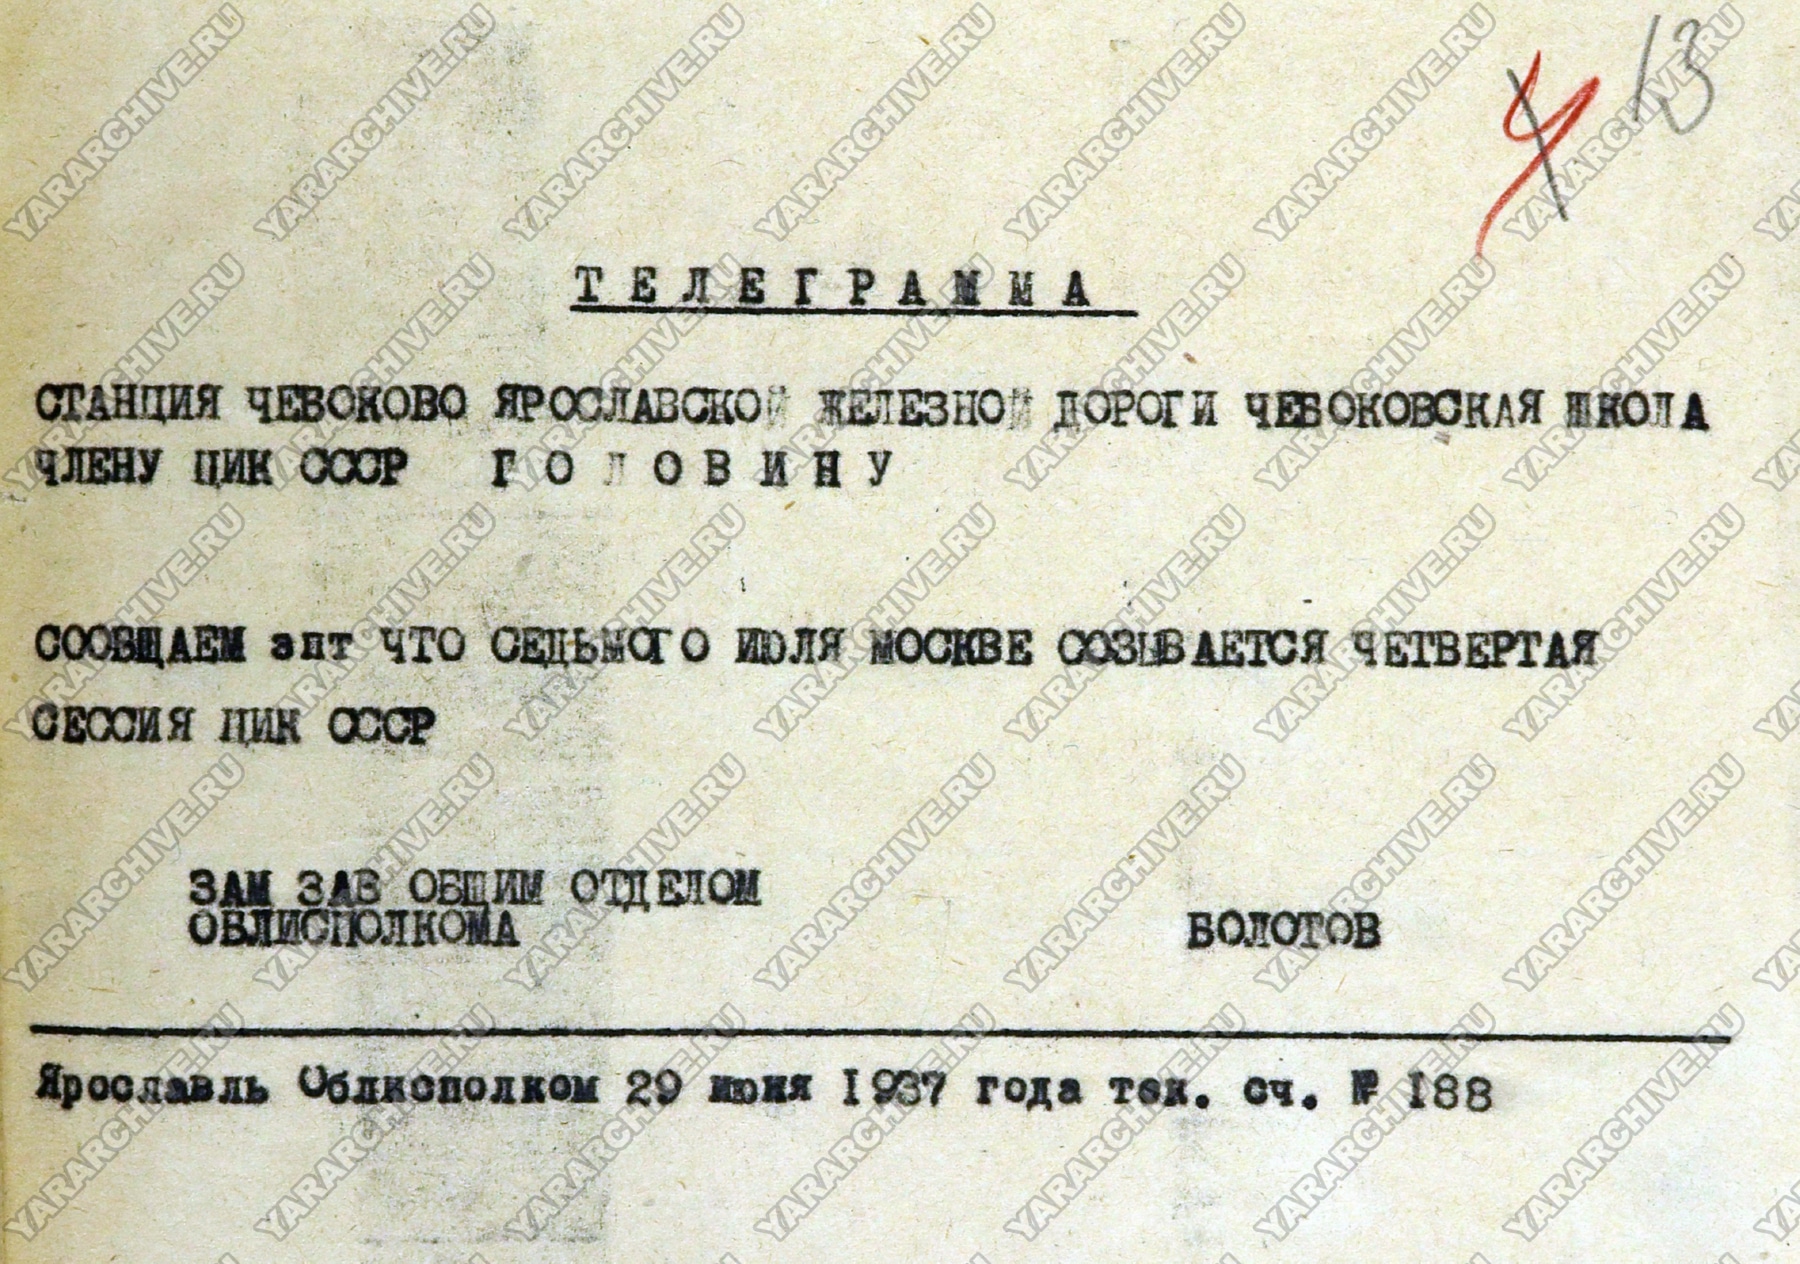 13
ТЕЛЕГРАММА
СТАНЦИЯ ЧЕБОКОВО ЯРОСЛАВСКОЙ ЖЕЛЕЗНОЙ ДОРОГИ ЧЕБОКОВСКАЯ ШКОЛА
ЧЛЕНУ ЦИК СССР ГОЛОВИНУ
СООБЩАЕМ зпт ЧТО СЕДЬМОГО ИЮЛЯ МОСКВЕ СОЗЫВАЕТСЯ ЧЕТВЕРТАЯ
СЕССИЯ ЦИК СССР
ЗАМ ЗАВ ОБЩИМ ОТДЕЛОМ
ОБЛИСПОЛКОМА БОЛОТОВ
Ярославль Облисполком 29 июня 1937 года тек. сч. № 188
YARARCHIVE.RU